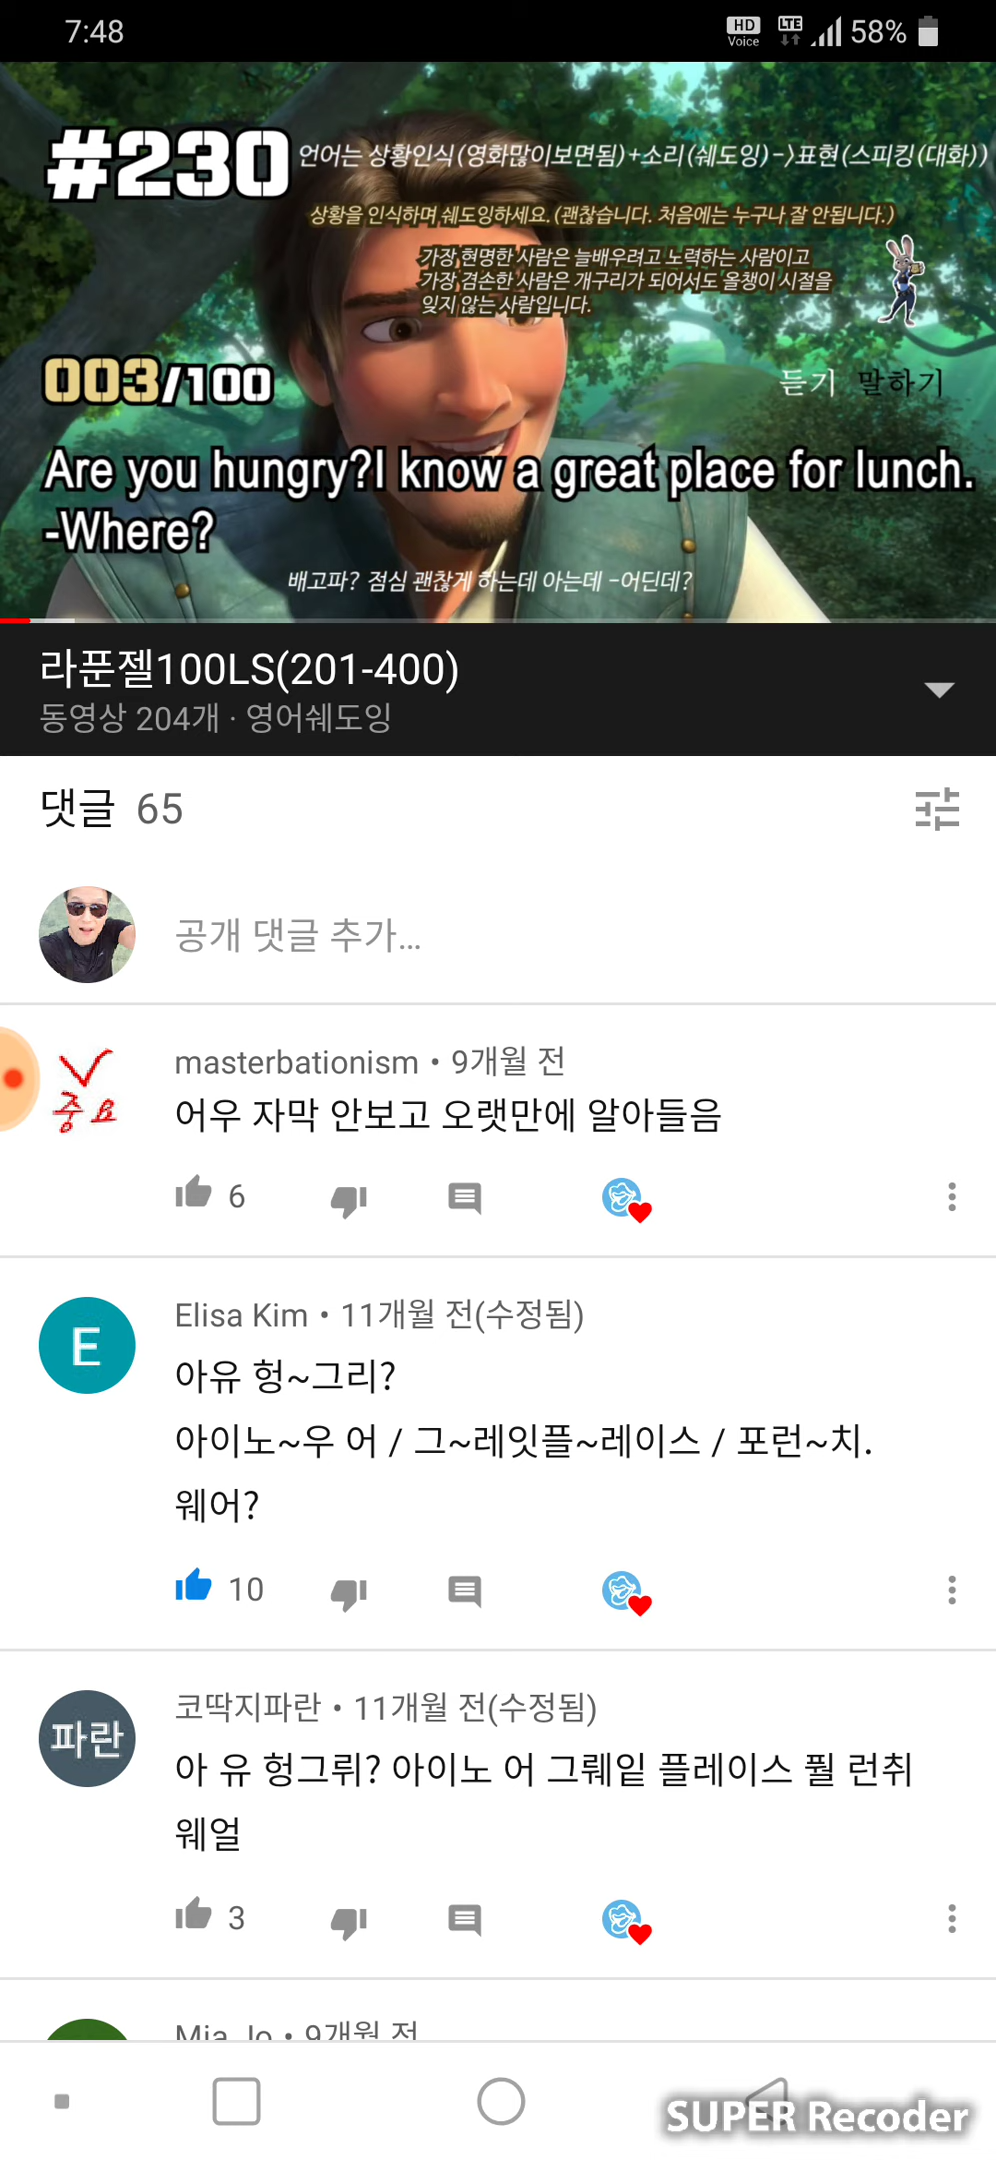 7:48
HD Voice LTE 58%
#230
언어는 상황인식(영화많이보면됨)+소리(쉐도잉)->표현(스피킹(대화))
상황을 인식하며 쉐도잉하세요.(괜찮습니다. 처음에는 누구나 잘 안됩니다.)
가장 현명한 사람은 늘배우려고 노력하는 사람이고
가장 겸손한 사람은 개구리가 되어서도 올챙이 시절을
잊지 않는 사람입니다.
003/100
듣기 말하기
Are you hungry?I know a great place for lunch.
-Where?
배고파? 점심 괜찮게 하는데 아는데 -어딘데?
라푼젤100LS(201-400)
동영상 204개 · 영어쉐도잉
댓글 65
공개 댓글 추가...
중요
masterbationism • 9개월 전
어우 자막 안보고 오랫만에 알아들음
6
E
Elisa Kim • 11개월 전(수정됨)
아유 헝~그리?
아이노~우 어 / 그~레잇플~레이스 / 포런~치.
웨어?
10
파란
코딱지파란 • 11개월 전(수정됨)
아 유 헝그뤼? 아이노 어 그뤠잍 플레이스 풜 런취
웨얼
3
Mia Jo • 9개월 전
SUPER Recoder